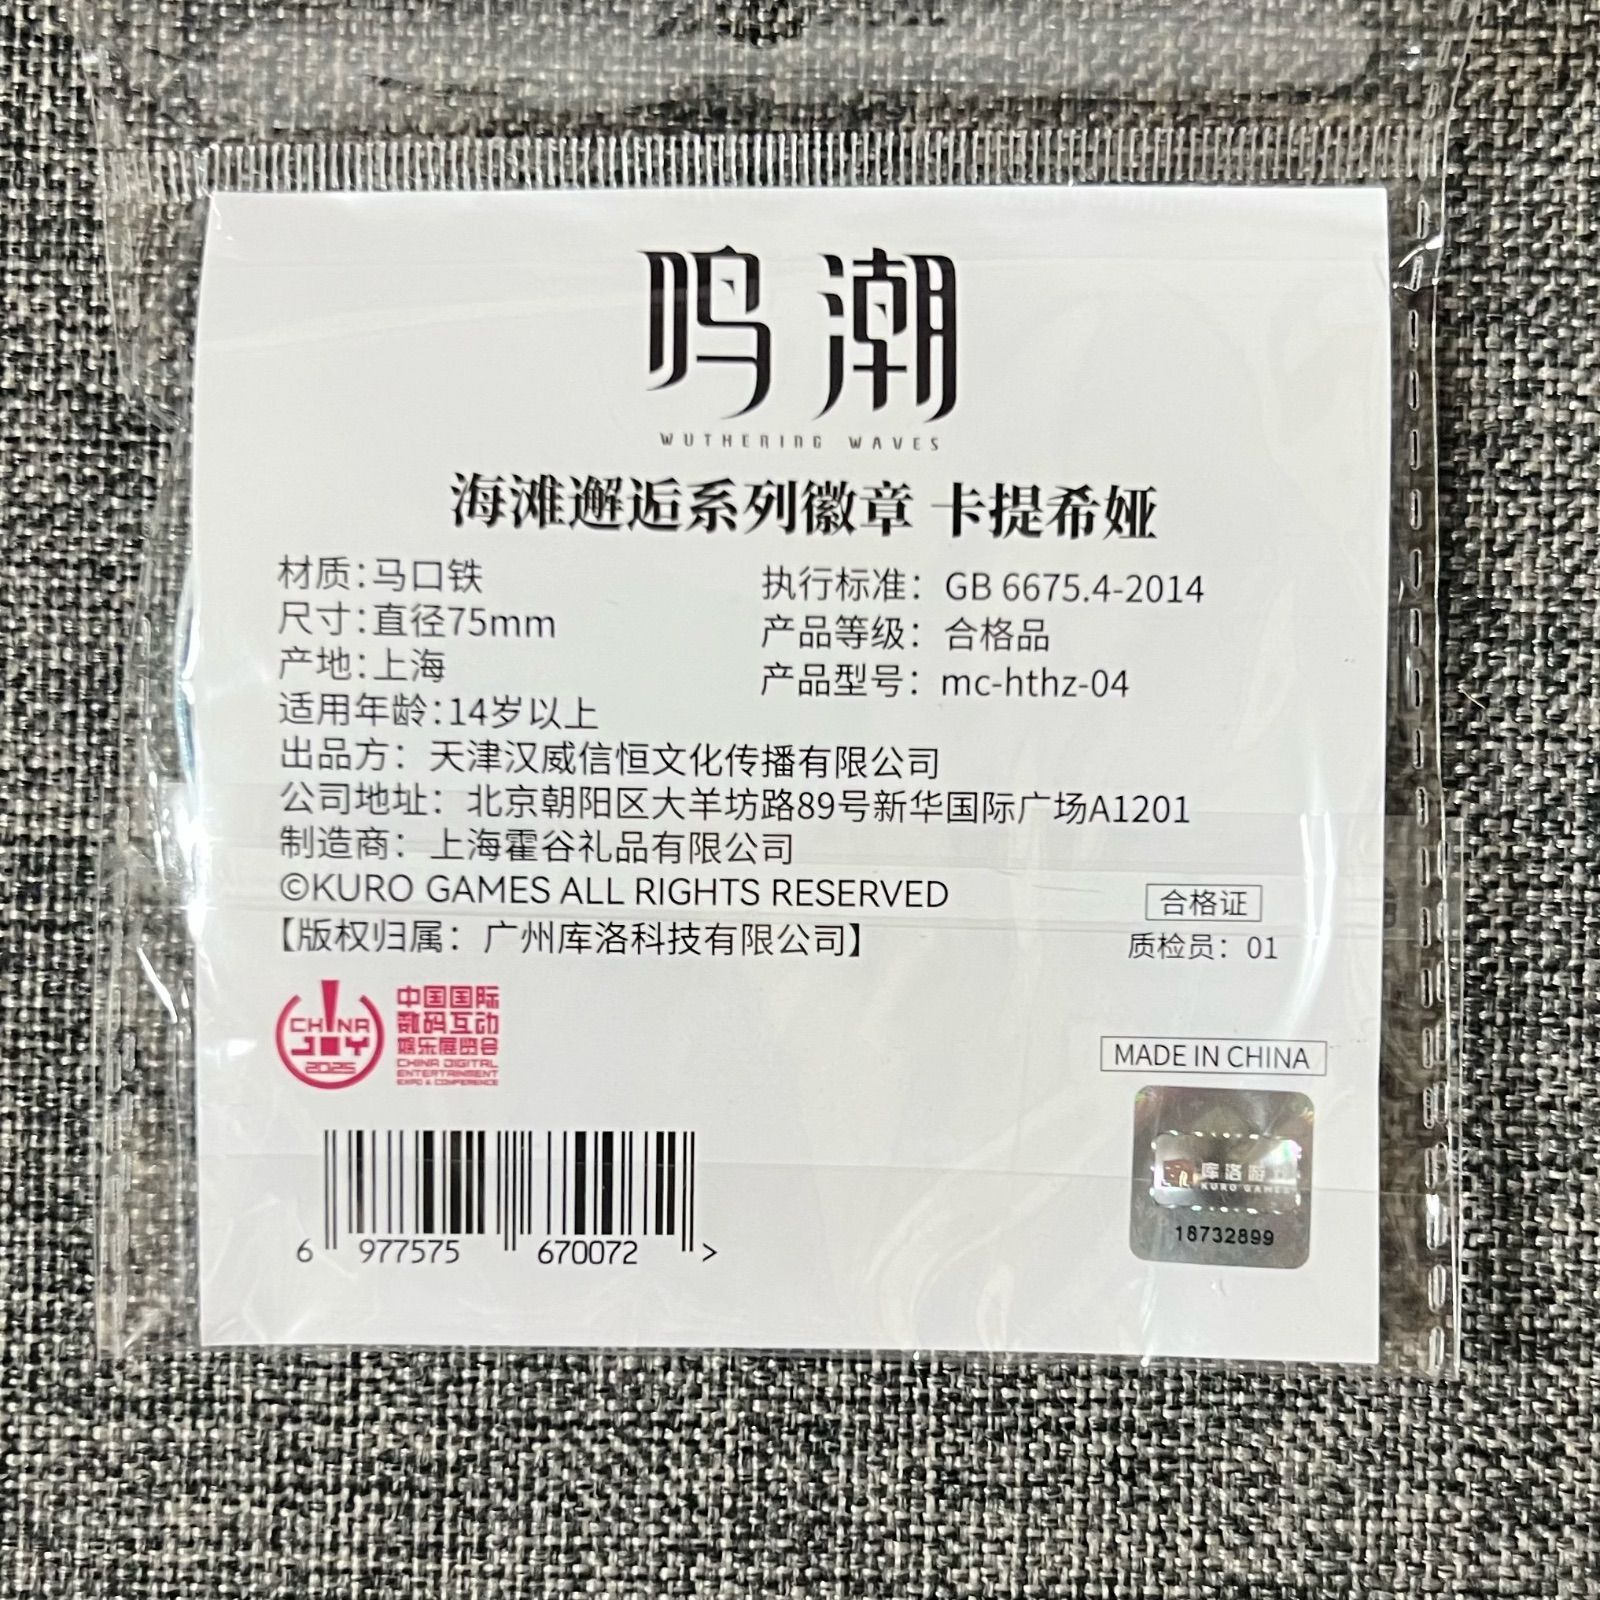 鸣潮
WUTHERING WAVES
海滩邂逅系列徽章 卡提希娅
材质:马口铁
尺寸:直径75mm
产地:上海
适用年龄:14岁以上
执行标准：GB 6675.4-2014
产品等级：合格品
产品型号：mc-hthz-04
出品方：天津汉威信恒文化传播有限公司
公司地址：北京朝阳区大羊坊路89号新华国际广场A1201
制造商：上海霍谷礼品有限公司
©KURO GAMES ALL RIGHTS RESERVED
【版权归属：广州库洛科技有限公司】
合格证
质检员：01
CHINA
JOY
2025
中国国际
数码互动
娱乐展览会
CHINA DIGITAL
ENTERTAINMENT
EXPO & CONFERENCE
MADE IN CHINA
库洛游戏
KURO GAMES
18732899
6 977575 670072 >